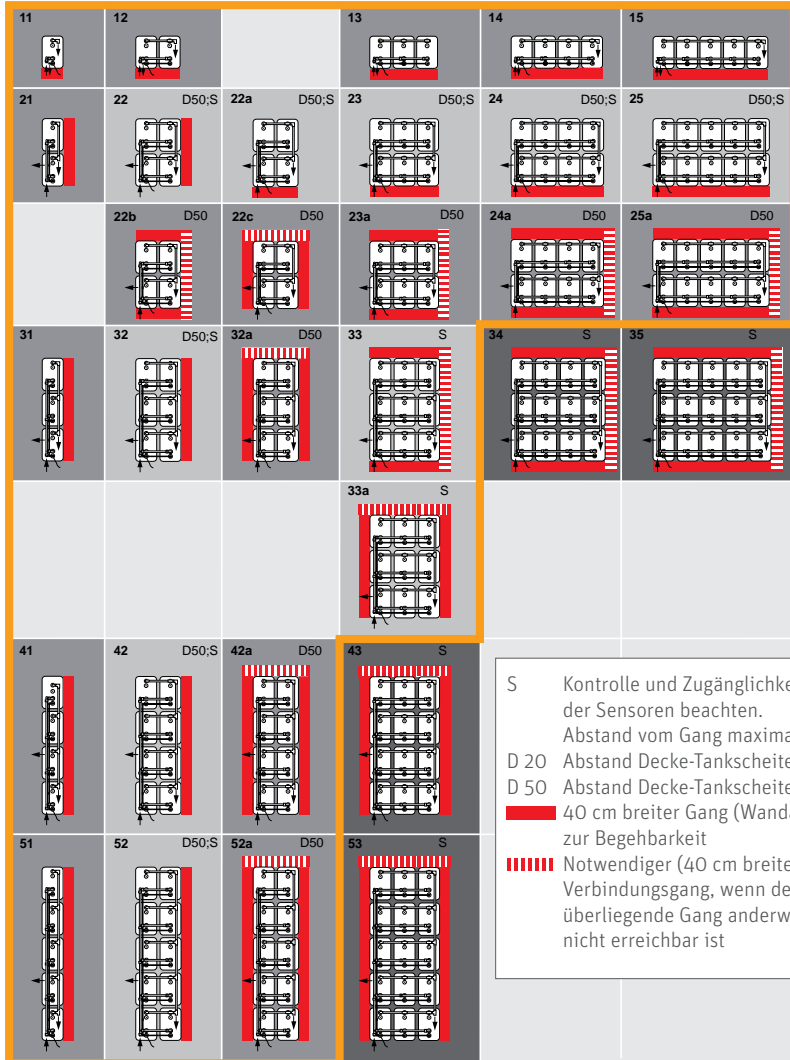 11 12 13 14 15
21 22 D50;S 22a D50;S 23 D50;S 24 D50;S 25 D50;S
22b D50 22c D50 23a D50 24a D50 25a D50
31 32 D50;S 32a D50 33 S 34 S 35 S
33a S
41 42 D50;S 42a D50 43 S
51 52 D50;S 52a D50 53 S
S Kontrolle und Zugänglichke
der Sensoren beachten.
Abstand vom Gang maxima
D 20 Abstand Decke-Tankscheite
D 50 Abstand Decke-Tankscheite
40 cm breiter Gang (Wanda
zur Begehbarkeit
Notwendiger (40 cm breite
Verbindungsgang, wenn de
überliegende Gang anderw
nicht erreichbar ist